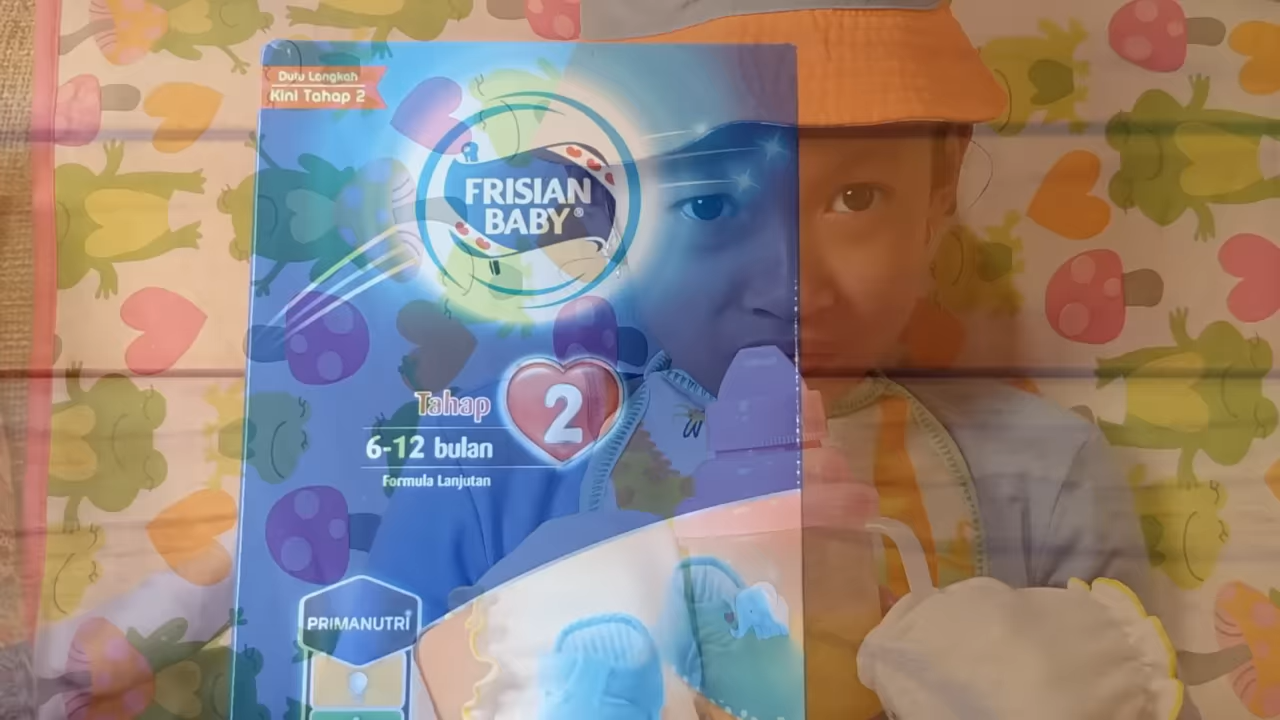 Dulu Langkah
Kini Tahap 2
FRISIAN
BABY®
Tahap
2
6-12 bulan
Formula Lanjutan
PRIMANUTRI